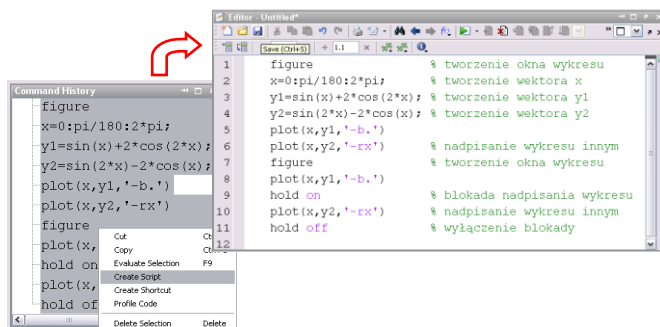 Editor - Untitled*
Save (Ctrl+S)
÷ 1.1 ×
1 figure % tworzenie okna wykresu
2 x=0:pi/180:2*pi; % tworzenie wektora x
3 y1=sin(x)+2*cos(2*x); % tworzenie wektora y1
4 y2=sin(2*x)-2*cos(x); % tworzenie wektora y2
5 plot(x,y1,'-b.')
6 plot(x,y2,'-rx') % nadpisanie wykresu innym
7 figure % tworzenie okna wykresu
8 plot(x,y1,'-b.')
9 hold on % blokada nadpisania wykresu
10 plot(x,y2,'-rx') % nadpisanie wykresu innym
11 hold off % wyłączenie blokady
12
Command History
figure
x=0:pi/180:2*pi;
y1=sin(x)+2*cos(2*x);
y2=sin(2*x)-2*cos(x);
plot(x,y1,'-b.')
plot(x,y2,'-rx')
figure
plot(x,
hold on
plot(x,
hold of
Cut
Copy
Evaluate Selection F9
Create Script
Create Shortcut
Profile Code
Delete Selection Delete